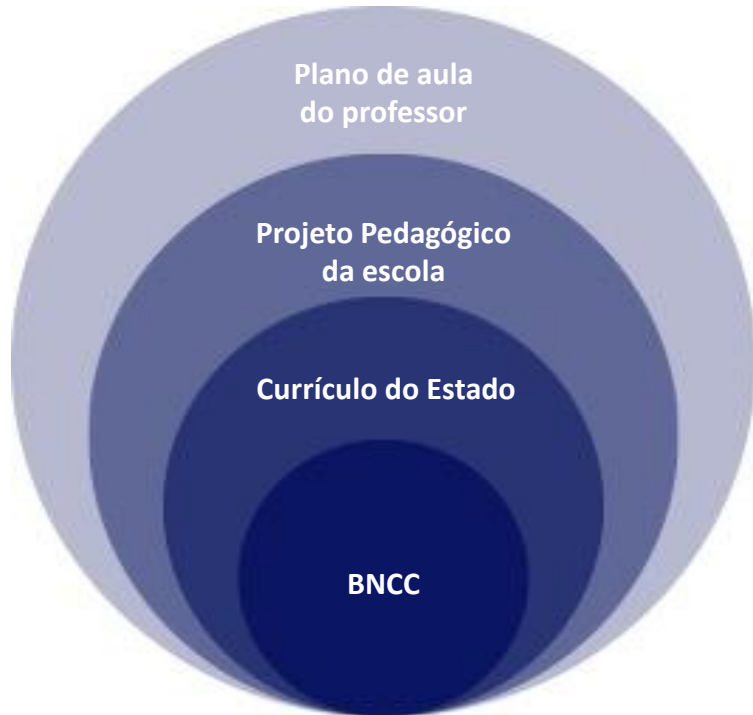 Plano de aula
do professor
Projeto Pedagógico
da escola
Currículo do Estado
BNCC